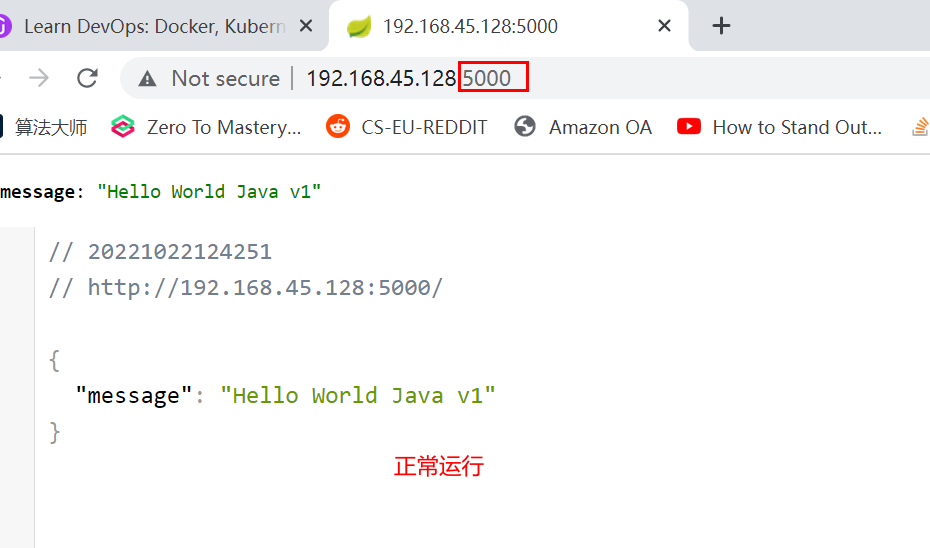 Learn DevOps: Docker, Kubern
192.168.45.128:5000
Not secure
192.168.45.128:5000
算法大师
Zero To Mastery...
CS-EU-REDDIT
Amazon OA
How to Stand Out...
message: "Hello World Java v1"
// 20221022124251
// http://192.168.45.128:5000/
{
"message": "Hello World Java v1"
}
正常运行